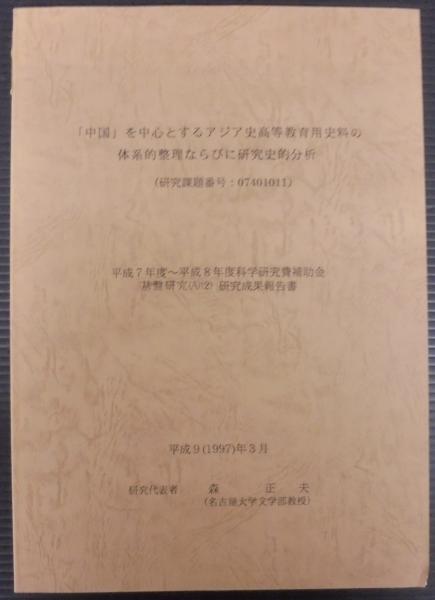 「中国」を中心とするアジア史高等教育用史料の
体系的整理ならびに研究史的分析
(研究課題番号:07401011)
平成7年度〜平成8年度科学研究費補助金
基盤研究(A)(2) 研究成果報告書
平成9(1997)年3月
研究代表者 森 正夫
(名古屋大学文学部教授)